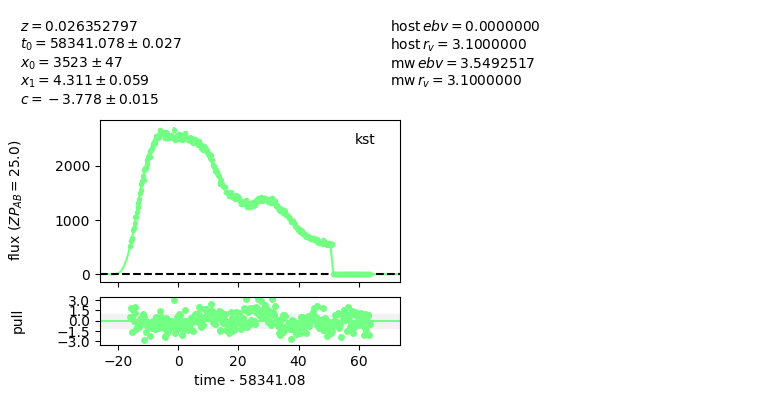 z = 0.026352797
t₀ = 58341.078 ± 0.027
x₀ = 3523 ± 47
x₁ = 4.311 ± 0.059
c = −3.778 ± 0.015
host ebv = 0.0000000
host r_v = 3.1000000
mw ebv = 3.5492517
mw r_v = 3.1000000
kst
flux (ZP_AB = 25.0)
2000
1000
0
pull
3.0
1.5
0.0
−1.5
−3.0
−20 0 20 40 60
time - 58341.08